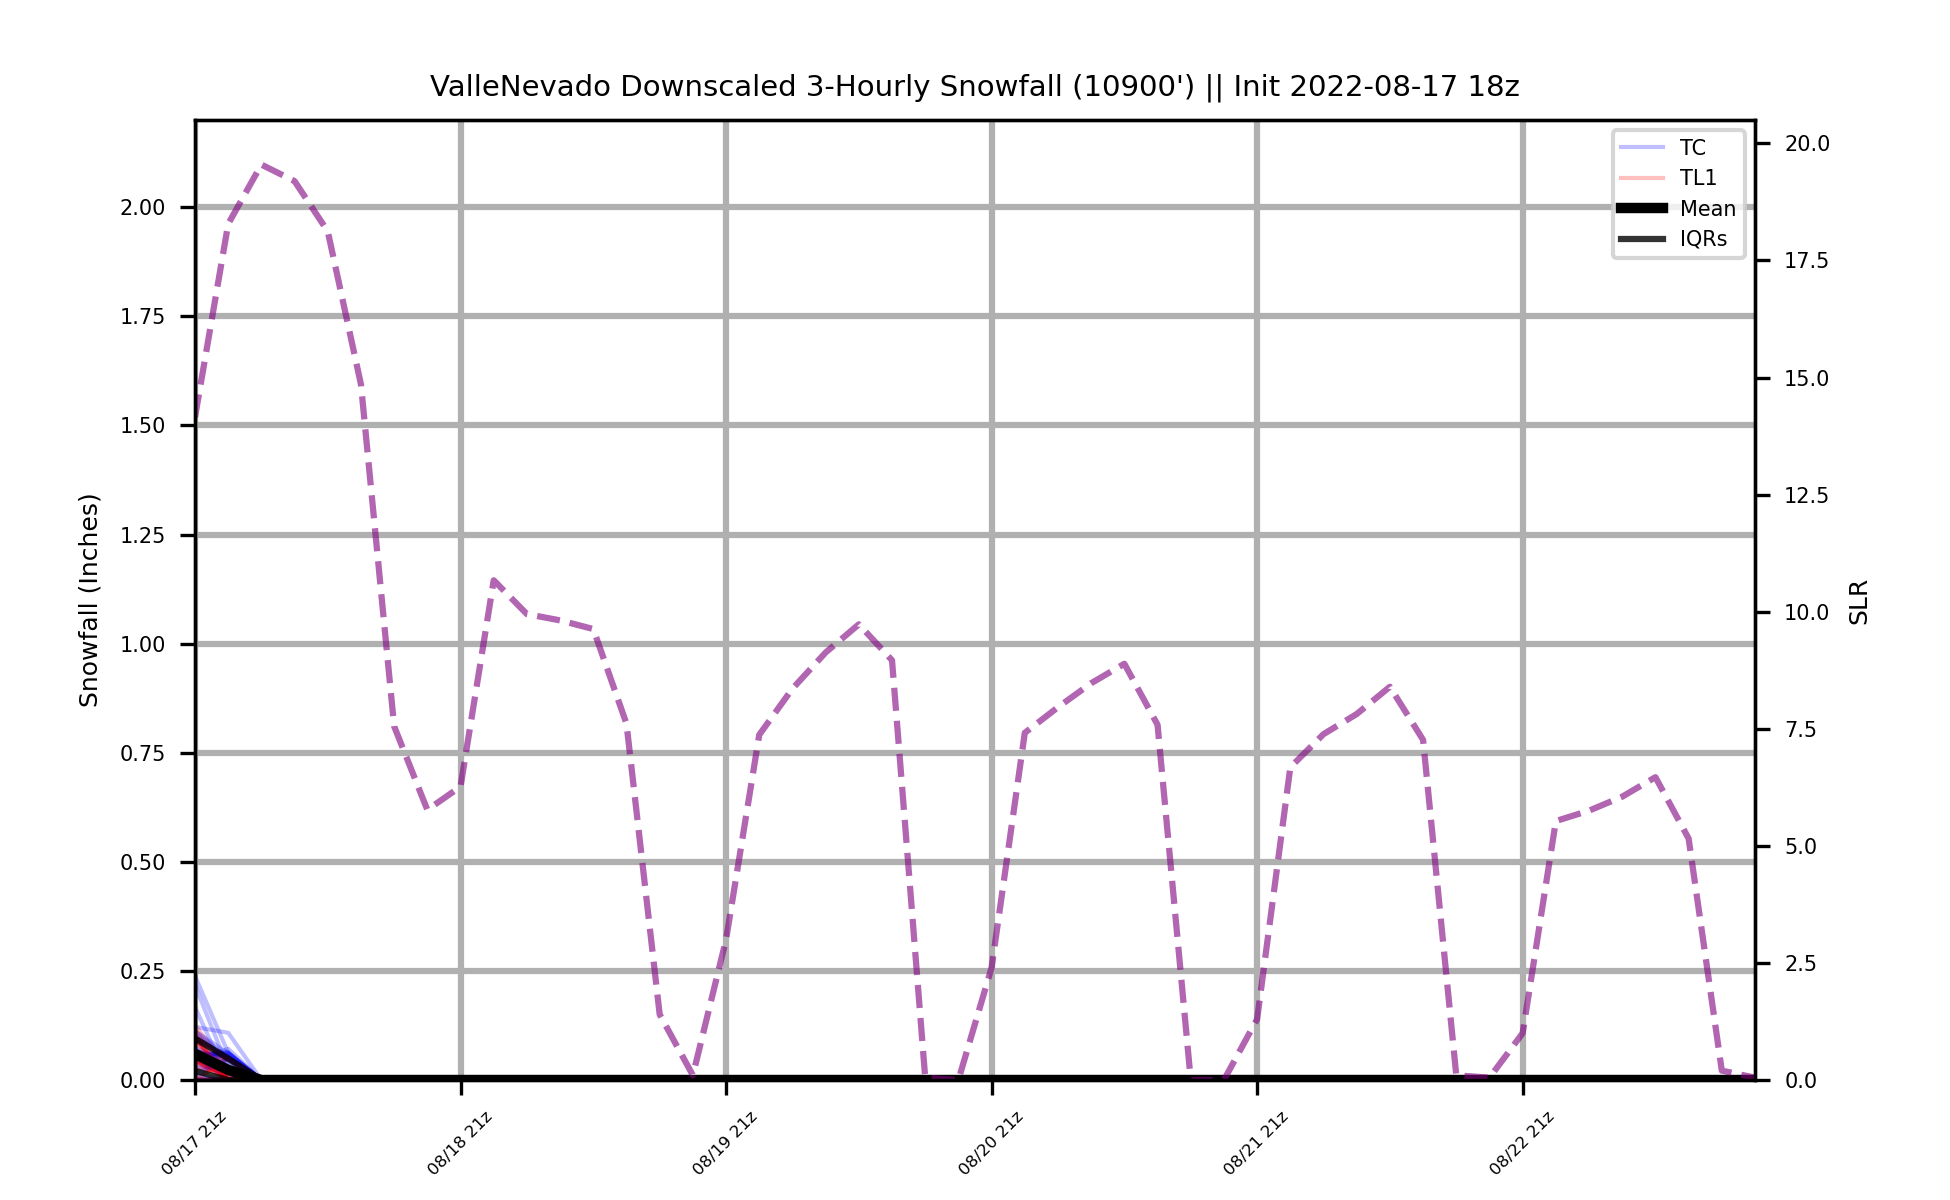 ValleNevado Downscaled 3-Hourly Snowfall (10900') || Init 2022-08-17 18z
TC
TL1
Mean
IQRs
Snowfall (Inches)
2.00
1.75
1.50
1.25
1.00
0.75
0.50
0.25
0.00
20.0
17.5
15.0
12.5
10.0
7.5
5.0
2.5
0.0
SLR
08/17 21z
08/18 21z
08/19 21z
08/20 21z
08/21 21z
08/22 21z